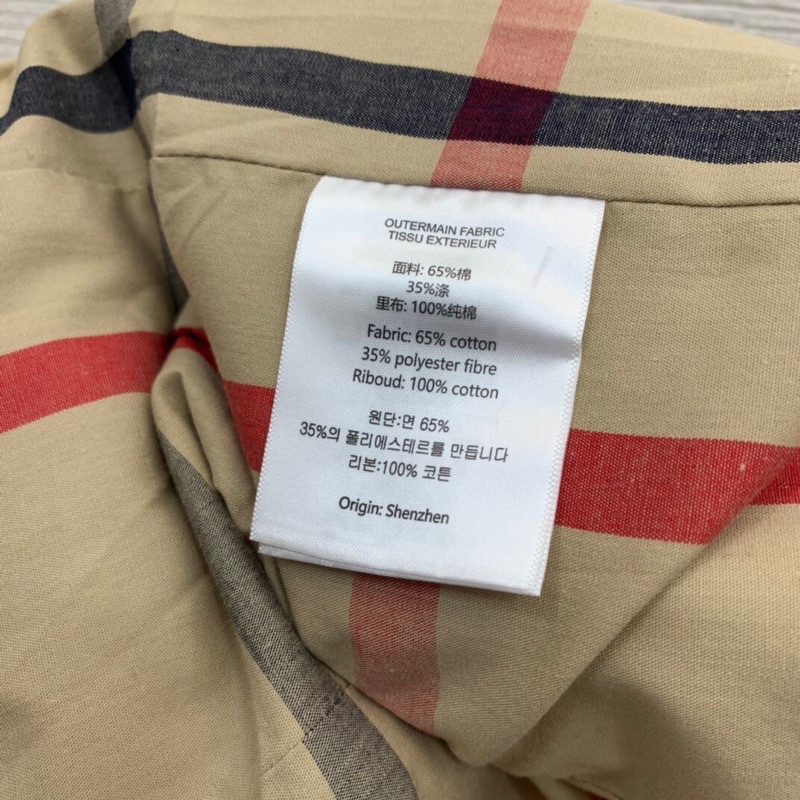 OUTERMAIN FABRIC
TISSU EXTERIEUR
面料: 65%棉
35%涤
里布: 100%纯棉
Fabric: 65% cotton
35% polyester fibre
Riboud: 100% cotton
원단:면 65%
35%의 폴리에스테르를 만듭니다
리본:100% 코튼
Origin: Shenzhen